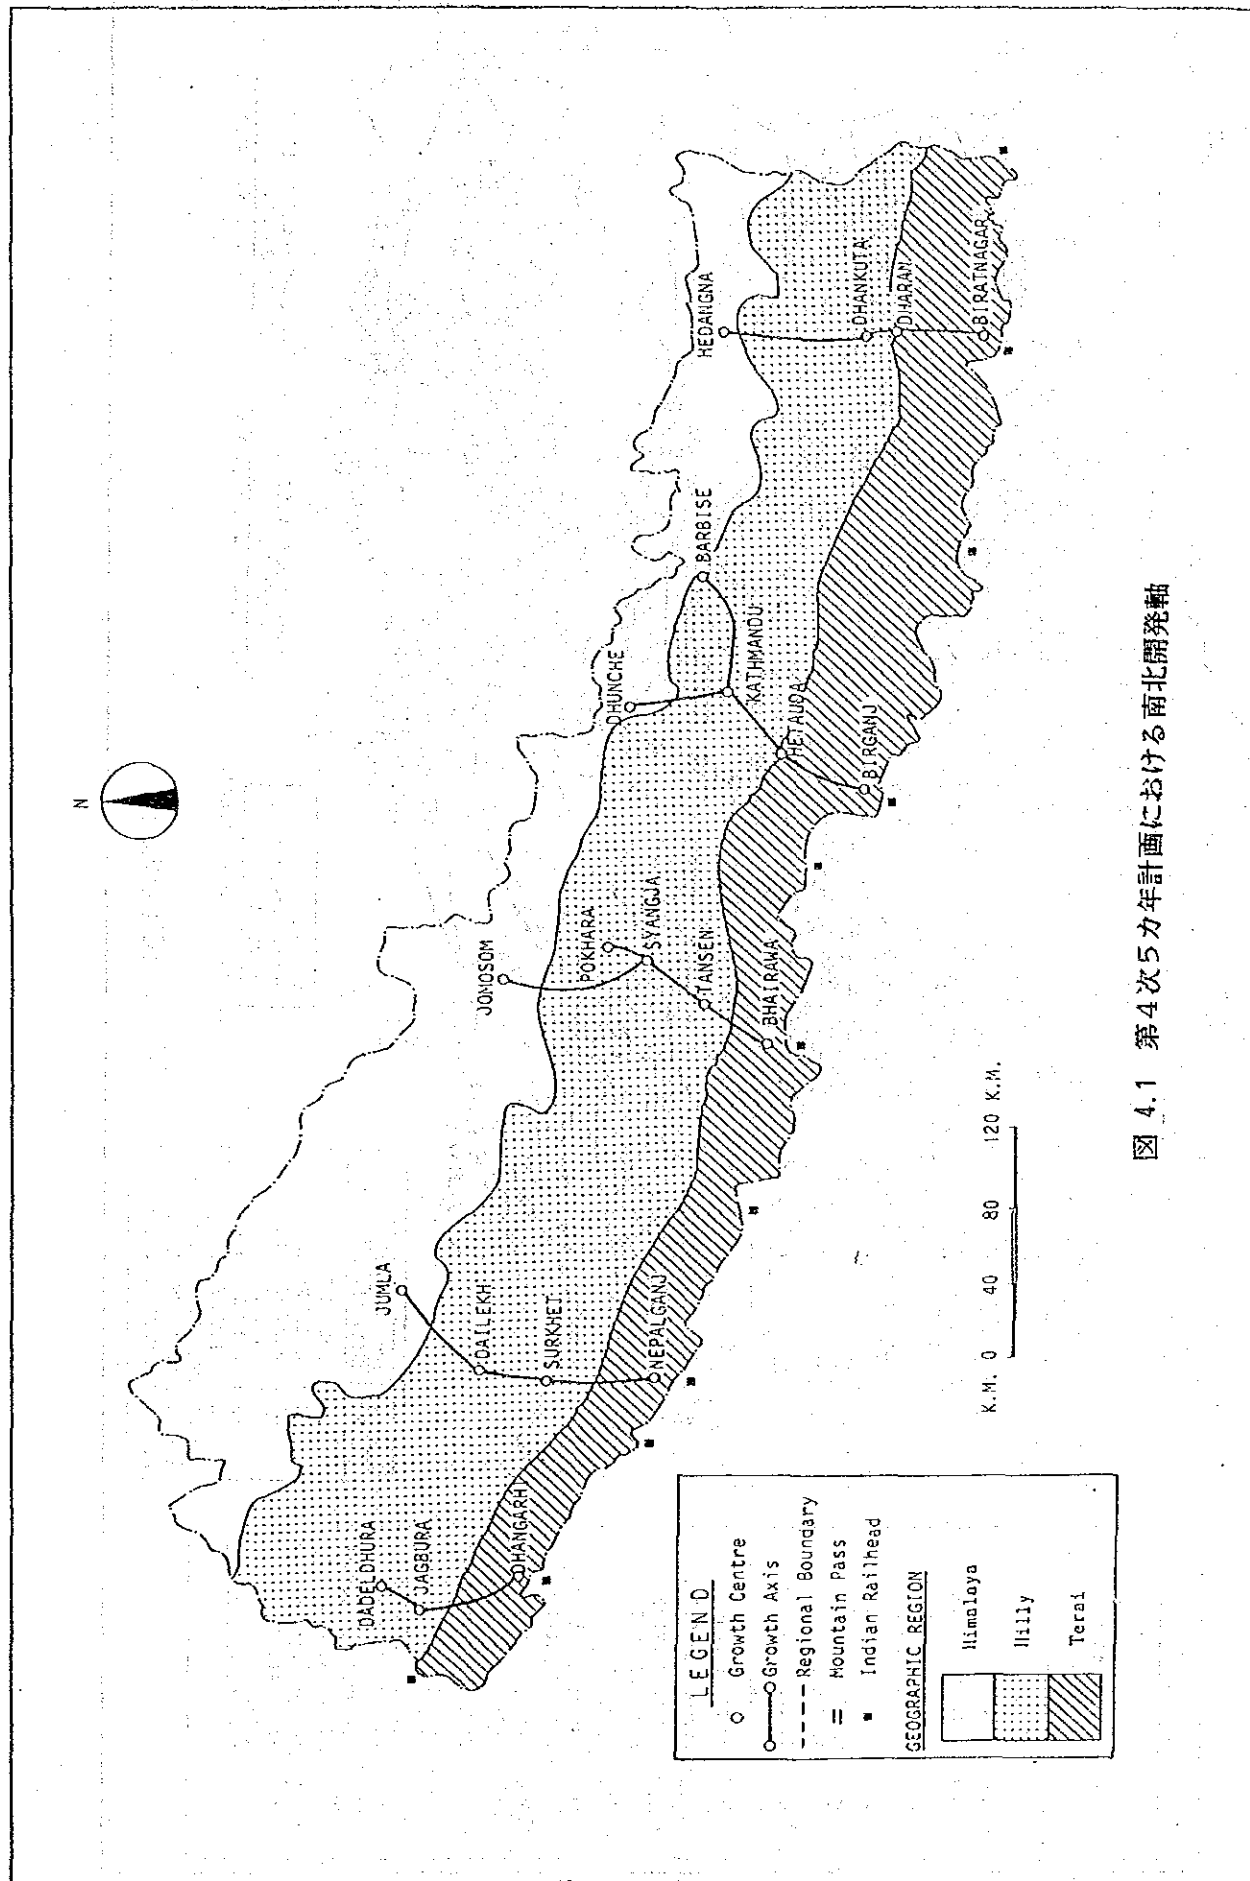 N
DADELDHURA
JAGBURA
DHANGARHI
JUMLA
DAILEKH
SURKHET
NEPALGANJ
JOMOSOM
POKHARA
SYANGJA
TANSEN
BHAIRAWA
DHUNCHE
BARBISE
KATHMANDU
HETAUDA
BIRGANJ
HEDANGNA
DHANKUTA
DHARAN
BIRATNAGAR
LEGEND
Growth Centre
Growth Axis
Regional Boundary
Mountain Pass
Indian Railhead
GEOGRAPHIC REGION
Himalaya
Hilly
Terai
K.M. 0 40 80 120 K.M.
図 4.1 第4次5カ年計画における南北開発軸